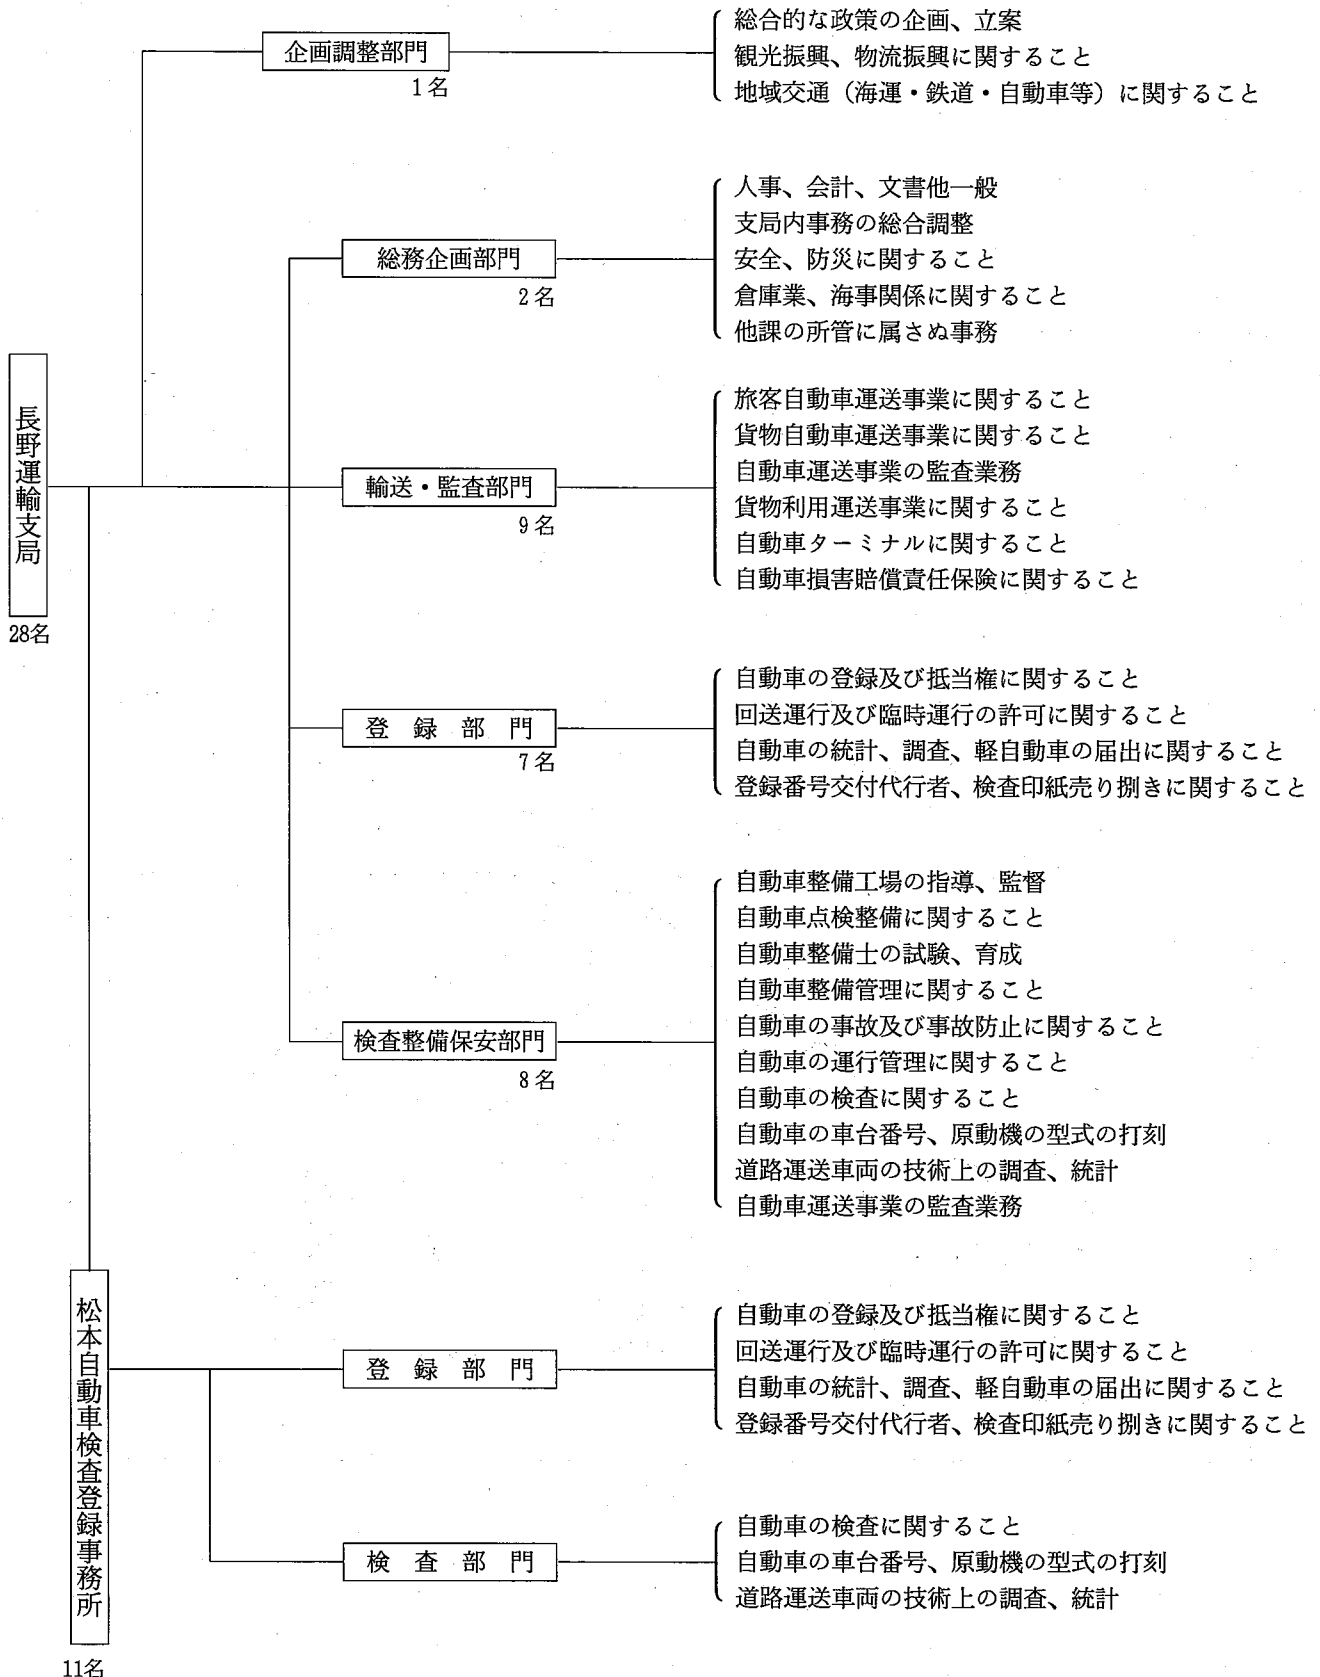 企画調整部門
1名
総合的な政策の企画、立案
観光振興、物流振興に関すること
地域交通（海運・鉄道・自動車等）に関すること
総務企画部門
2名
人事、会計、文書他一般
支局内事務の総合調整
安全、防災に関すること
倉庫業、海事関係に関すること
他課の所管に属さぬ事務
長野運輸支局
28名
輸送・監査部門
9名
旅客自動車運送事業に関すること
貨物自動車運送事業に関すること
自動車運送事業の監査業務
貨物利用運送事業に関すること
自動車ターミナルに関すること
自動車損害賠償責任保険に関すること
登録部門
7名
自動車の登録及び抵当権に関すること
回送運行及び臨時運行の許可に関すること
自動車の統計、調査、軽自動車の届出に関すること
登録番号交付代行者、検査印紙売り捌きに関すること
検査整備保安部門
8名
自動車整備工場の指導、監督
自動車点検整備に関すること
自動車整備士の試験、育成
自動車整備管理に関すること
自動車の事故及び事故防止に関すること
自動車の運行管理に関すること
自動車の検査に関すること
自動車の車台番号、原動機の型式の打刻
道路運送車両の技術上の調査、統計
自動車運送事業の監査業務
松本自動車検査登録事務所
11名
登録部門
自動車の登録及び抵当権に関すること
回送運行及び臨時運行の許可に関すること
自動車の統計、調査、軽自動車の届出に関すること
登録番号交付代行者、検査印紙売り捌きに関すること
検査部門
自動車の検査に関すること
自動車の車台番号、原動機の型式の打刻
道路運送車両の技術上の調査、統計